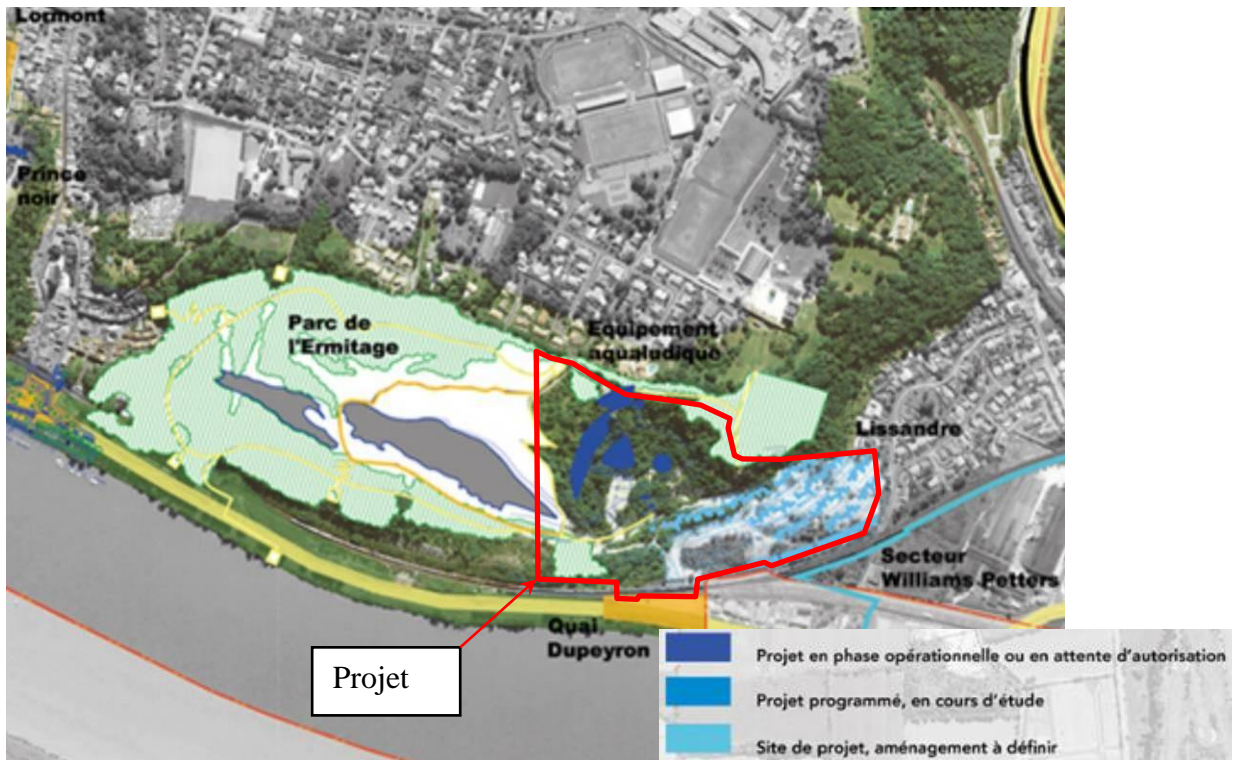 Lormont
Prince
noir
Parc de
l'Ermitage
Equipement
aqualudique
Lissandre
Secteur
Williams Petters
Quai
Dupeyron
Projet
Projet en phase opérationnelle ou en attente d'autorisation
Projet programmé, en cours d'étude
Site de projet, aménagement à définir